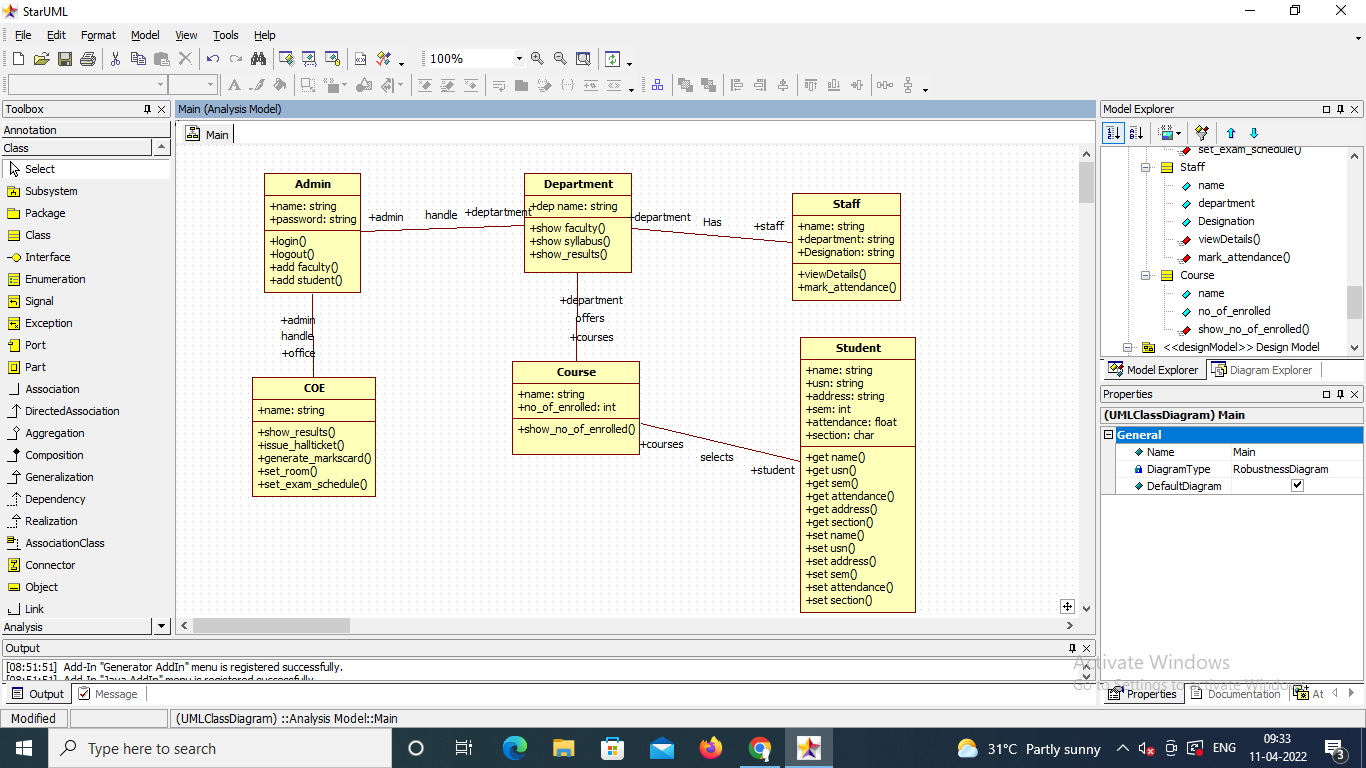 StarUML
File Edit Format Model View Tools Help
100%
Toolbox
Annotation
Class
Select
Subsystem
Package
Class
Interface
Enumeration
Signal
Exception
Port
Part
Association
DirectedAssociation
Aggregation
Composition
Generalization
Dependency
Realization
AssociationClass
Connector
Object
Link
Analysis
Main (Analysis Model)
Main
Admin
+name: string
+password: string
+login()
+logout()
+add faculty()
+add student()
+admin
handle
+deptartment
Department
+dep name: string
+show faculty()
+show syllabus()
+show_results()
+department
Has
+staff
Staff
+name: string
+department: string
+Designation: string
+viewDetails()
+mark_attendance()
+admin
handle
+office
+department
offers
+courses
COE
+name: string
+show_results()
+issue_hallticket()
+generate_markscard()
+set_room()
+set_exam_schedule()
Course
+name: string
+no_of_enrolled: int
+show_no_of_enrolled()
+courses
selects
+student
Student
+name: string
+usn: string
+address: string
+sem: int
+attendance: float
+section: char
+get name()
+get usn()
+get sem()
+get attendance()
+get address()
+get section()
+set name()
+set usn()
+set address()
+set sem()
+set attendance()
+set section()
Model Explorer
set_exam_schedule()
Staff
name
department
Designation
viewDetails()
mark_attendance()
Course
name
no_of_enrolled
show_no_of_enrolled()
<<designModel>> Design Model
Model Explorer Diagram Explorer
Properties
(UMLClassDiagram) Main
General
Name Main
DiagramType RobustnessDiagram
DefaultDiagram
Activate Windows
Go to Settings to activate Windows.
Properties Documentation At
Output
[08:51:51] Add-In "Generator AddIn" menu is registered successfully.
[08:51:51] Add-In "Java AddIn" menu is registered successfully.
Output Message
Modified (UMLClassDiagram) ::Analysis Model::Main
Type here to search
31°C Partly sunny ENG
09:33
11-04-2022
3